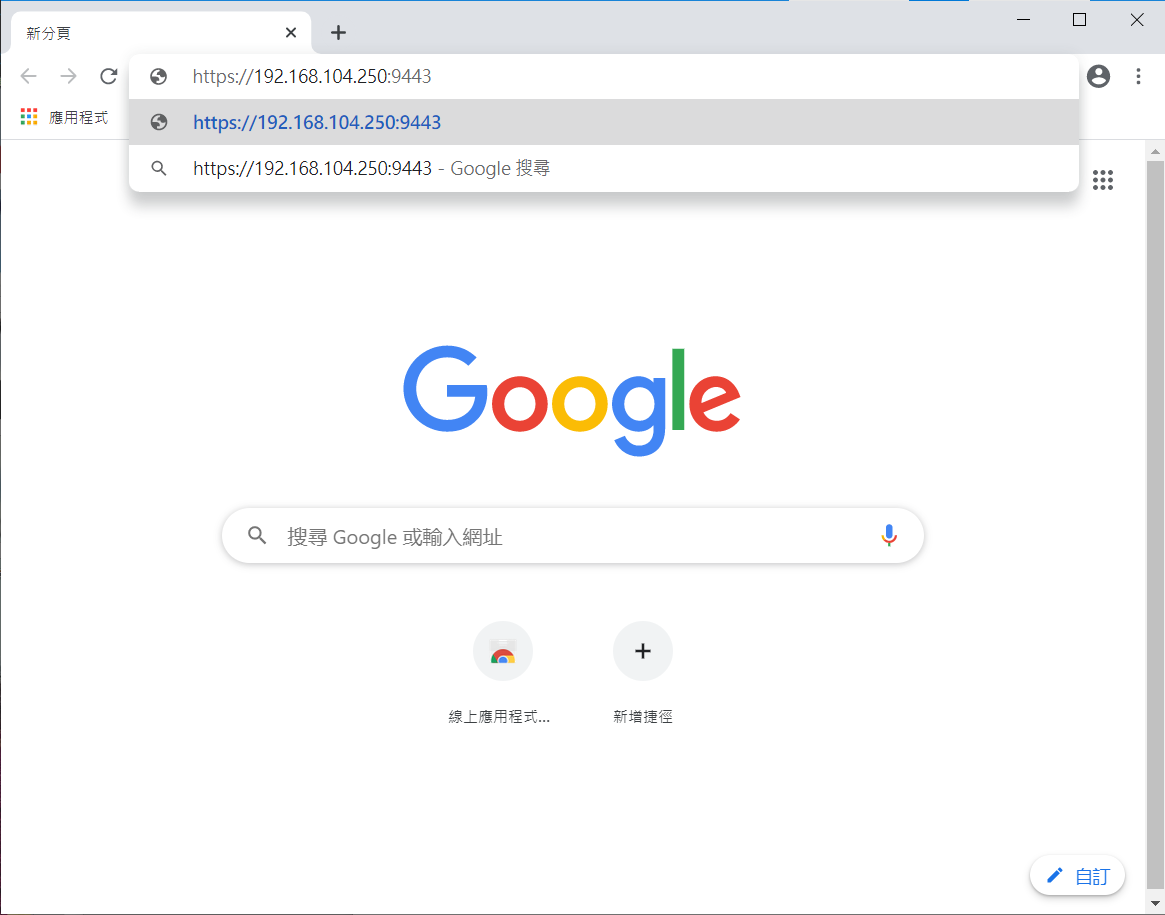 新分頁
https://192.168.104.250:9443
應用程式
https://192.168.104.250:9443
https://192.168.104.250:9443 - Google 搜尋
Google
搜尋 Google 或輸入網址
線上應用程式...
新增捷徑
自訂